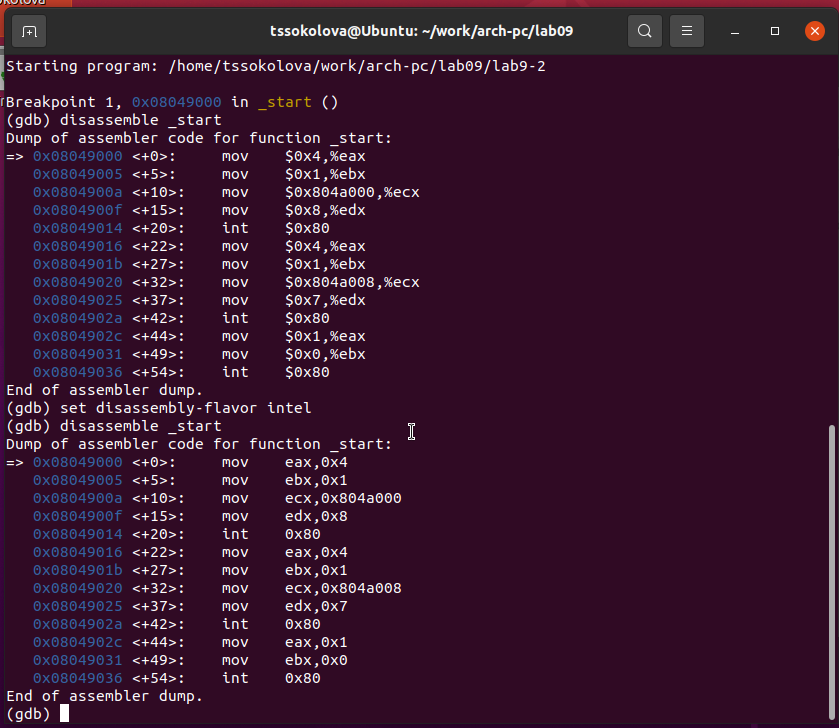 tssokolova@Ubuntu: ~/work/arch-pc/lab09
Starting program: /home/tssokolova/work/arch-pc/lab09/lab9-2
Breakpoint 1, 0x08049000 in _start ()
(gdb) disassemble _start
Dump of assembler code for function _start:
=> 0x08049000 <+0>:     mov    $0x4,%eax
   0x08049005 <+5>:     mov    $0x1,%ebx
   0x0804900a <+10>:    mov    $0x804a000,%ecx
   0x0804900f <+15>:    mov    $0x8,%edx
   0x08049014 <+20>:    int    $0x80
   0x08049016 <+22>:    mov    $0x4,%eax
   0x0804901b <+27>:    mov    $0x1,%ebx
   0x08049020 <+32>:    mov    $0x804a008,%ecx
   0x08049025 <+37>:    mov    $0x7,%edx
   0x0804902a <+42>:    int    $0x80
   0x0804902c <+44>:    mov    $0x1,%eax
   0x08049031 <+49>:    mov    $0x0,%ebx
   0x08049036 <+54>:    int    $0x80
End of assembler dump.
(gdb) set disassembly-flavor intel
(gdb) disassemble _start
Dump of assembler code for function _start:
=> 0x08049000 <+0>:     mov    eax,0x4
   0x08049005 <+5>:     mov    ebx,0x1
   0x0804900a <+10>:    mov    ecx,0x804a000
   0x0804900f <+15>:    mov    edx,0x8
   0x08049014 <+20>:    int    0x80
   0x08049016 <+22>:    mov    eax,0x4
   0x0804901b <+27>:    mov    ebx,0x1
   0x08049020 <+32>:    mov    ecx,0x804a008
   0x08049025 <+37>:    mov    edx,0x7
   0x0804902a <+42>:    int    0x80
   0x0804902c <+44>:    mov    eax,0x1
   0x08049031 <+49>:    mov    ebx,0x0
   0x08049036 <+54>:    int    0x80
End of assembler dump.
(gdb)